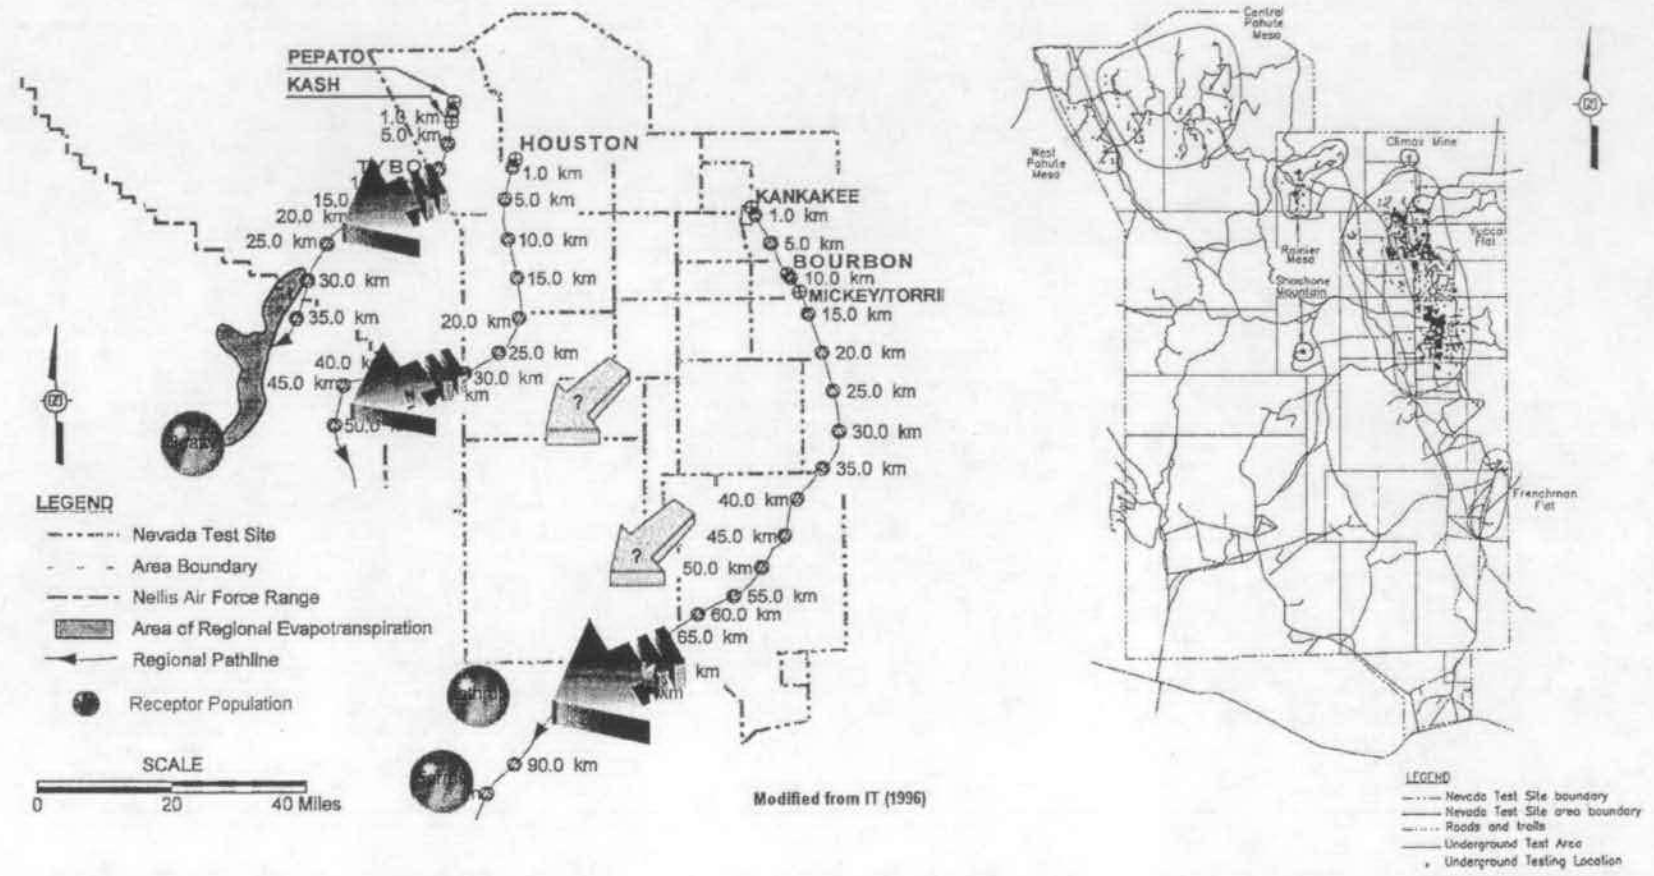 PEPATO
KASH
1.0 km
5.0 km
15.0
20.0 km
25.0 km
30.0 km
35.0 km
40.0
45.0 km
50.0
HOUSTON
1.0 km
5.0 km
10.0 km
15.0 km
20.0 km
25.0 km
30.0 km
km
KANKAKEE
1.0 km
5.0 km
BOURBON
10.0 km
MICKEY/TORRI
15.0 km
20.0 km
25.0 km
30.0 km
35.0 km
40.0 km
45.0 km
50.0 km
55.0 km
60.0 km
65.0 km
km
km
90.0 km
?
?
LEGEND
Nevada Test Site
Area Boundary
Nellis Air Force Range
Area of Regional Evapotranspiration
Regional Pathline
Receptor Population
SCALE
0 20 40 Miles
Modified from IT (1996)
Central
Pahute
Mesa
West
Pahute
Mesa
Climax Mine
Rainier
Mesa
Shoshone
Mountain
Yucca
Flat
Frenchman
Flat
LEGEND
Nevada Test Site boundary
Nevada Test Site area boundary
Roads and trails
Underground Test Area
Underground Testing Location